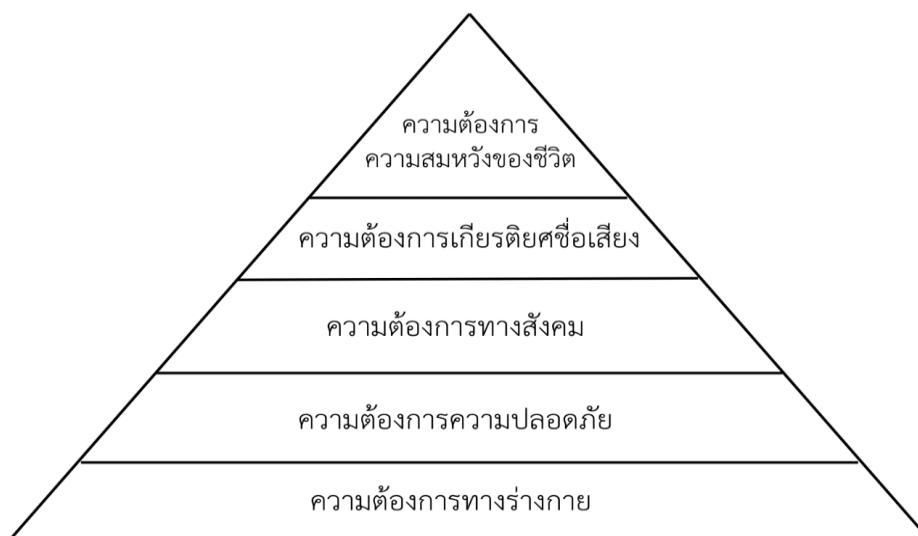 ความต้องการ
ความสมหวังของชีวิต
ความต้องการเกียรติยศชื่อเสียง
ความต้องการทางสังคม
ความต้องการความปลอดภัย
ความต้องการทางร่างกาย